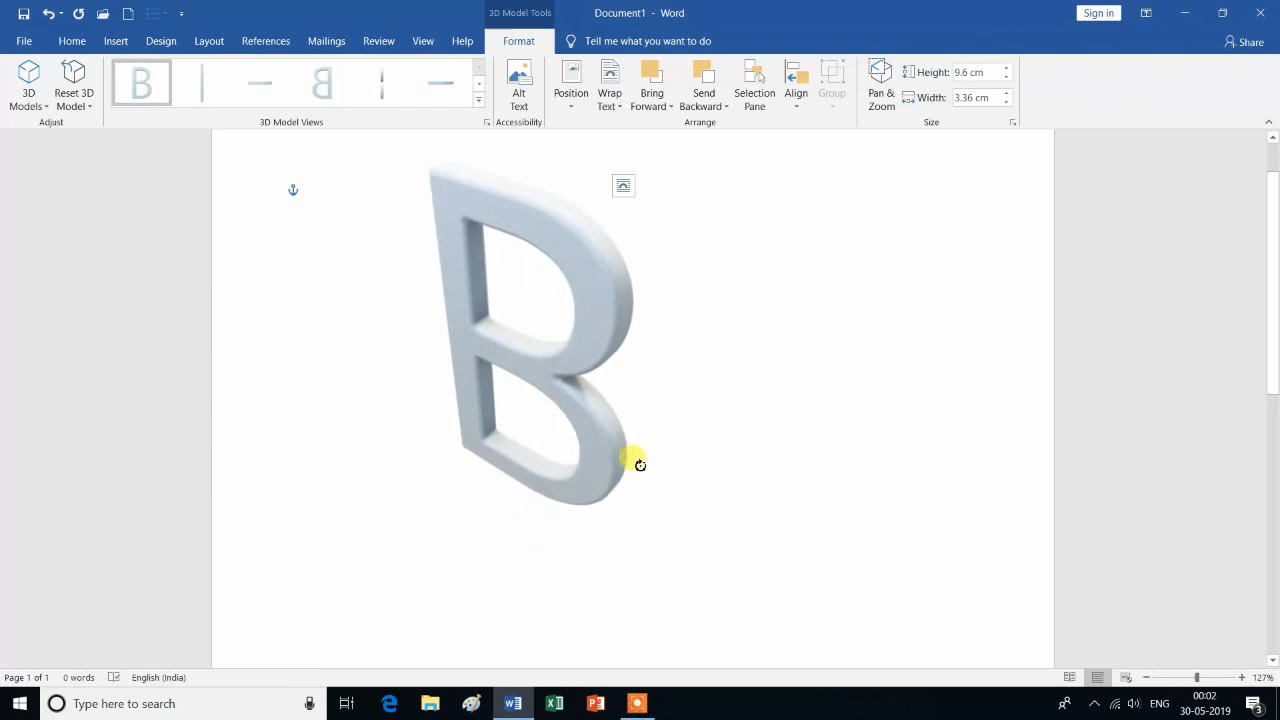 3D Model Tools
Document1 - Word
Sign in
File Home Insert Design Layout References Mailings Review View Help Format Tell me what you want to do Share
3D Models
Reset 3D Model
B B
Alt Text
Position
Wrap Text
Bring Forward
Send Backward
Selection Pane
Align
Group
Pan & Zoom
Height: 9.6 cm
Width: 3.36 cm
Adjust 3D Model Views Accessibility Arrange Size
B
Page 1 of 1 0 words English (India) 127%
Type here to search
ENG
00:02
30-05-2019
3